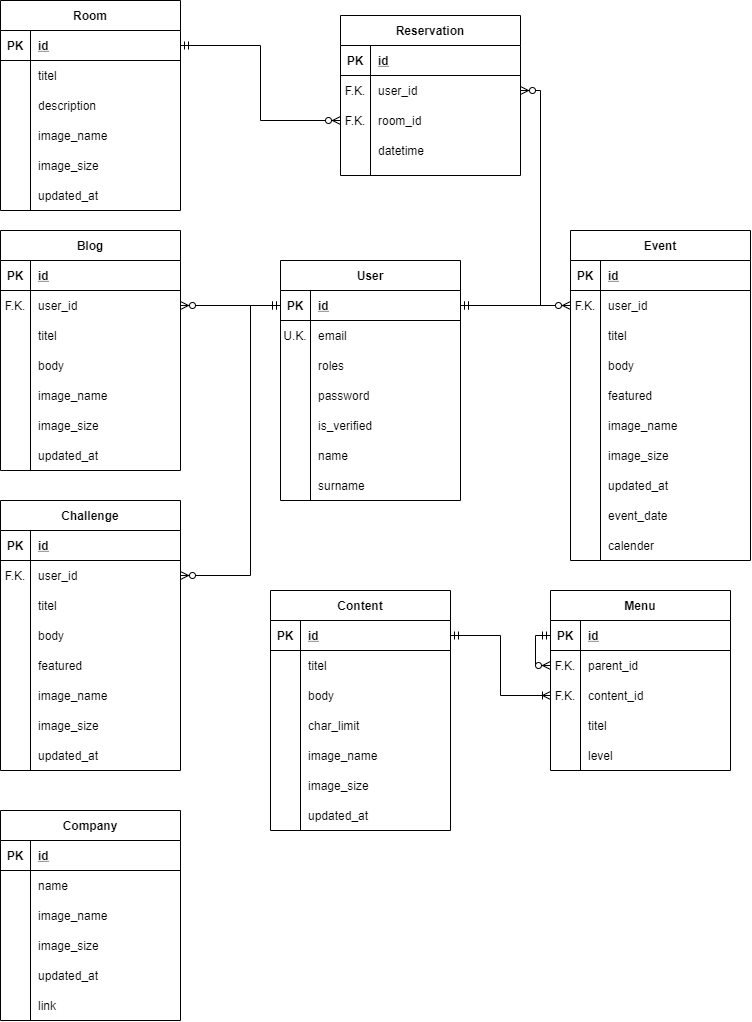 Room
PK id
titel
description
image_name
image_size
updated_at
Reservation
PK id
F.K. user_id
F.K. room_id
datetime
Blog
PK id
F.K. user_id
titel
body
image_name
image_size
updated_at
User
PK id
U.K. email
roles
password
is_verified
name
surname
Event
PK id
F.K. user_id
titel
body
featured
image_name
image_size
updated_at
event_date
calender
Challenge
PK id
F.K. user_id
titel
body
featured
image_name
image_size
updated_at
Content
PK id
titel
body
char_limit
image_name
image_size
updated_at
Menu
PK id
F.K. parent_id
F.K. content_id
titel
level
Company
PK id
name
image_name
image_size
updated_at
link